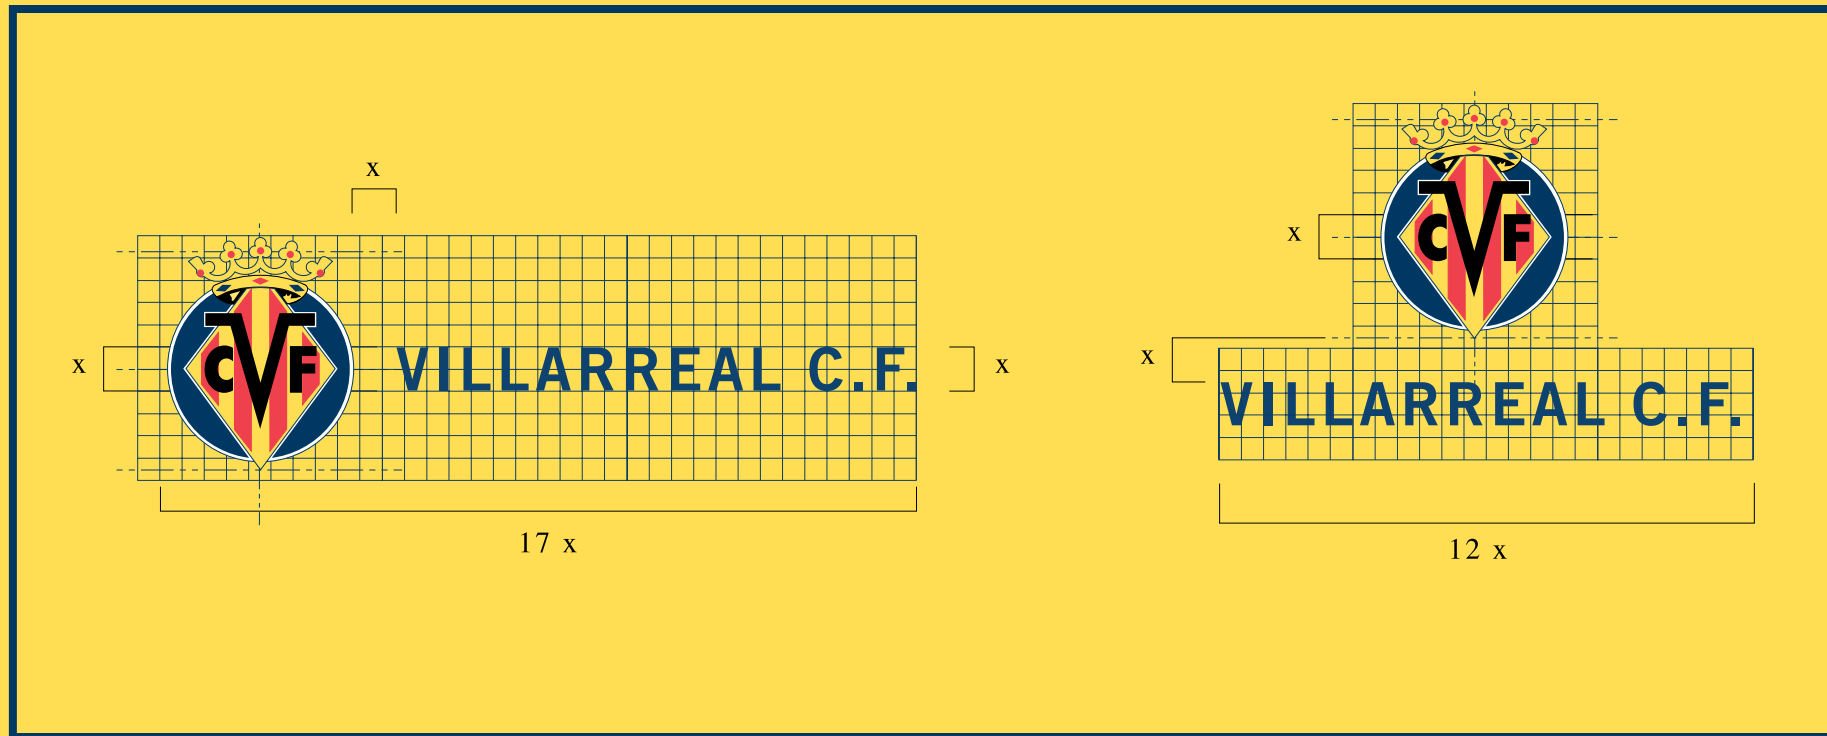 x
x
CVF
VILLARREAL C.F.
x
17 x
x
CVF
x
VILLARREAL C.F.
12 x